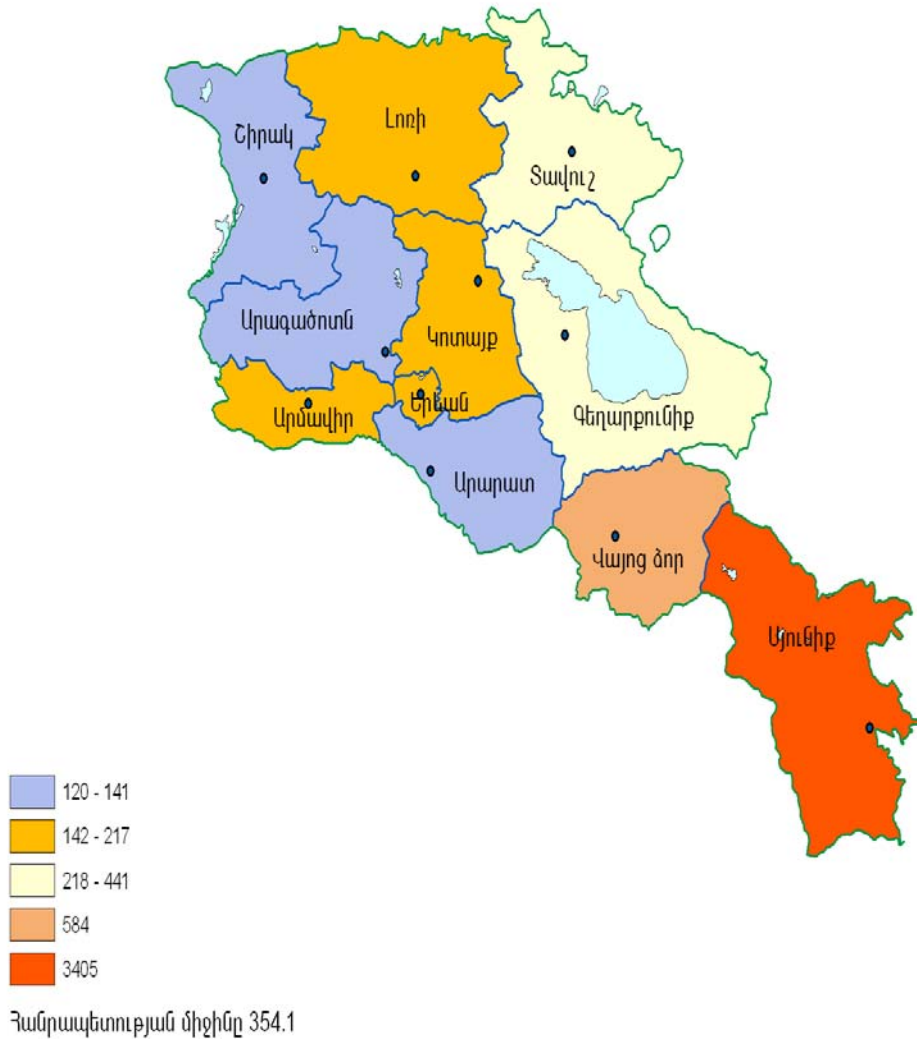 Լոռի
Շիրակ
Տավուշ
Արագածոտն
Կոտայք
Երևան
Արմավիր
Գեղարքունիք
Արարատ
Վայոց ձոր
Սյունիք
120 - 141
142 - 217
218 - 441
584
3405
Հանրապետության միջինը 354.1